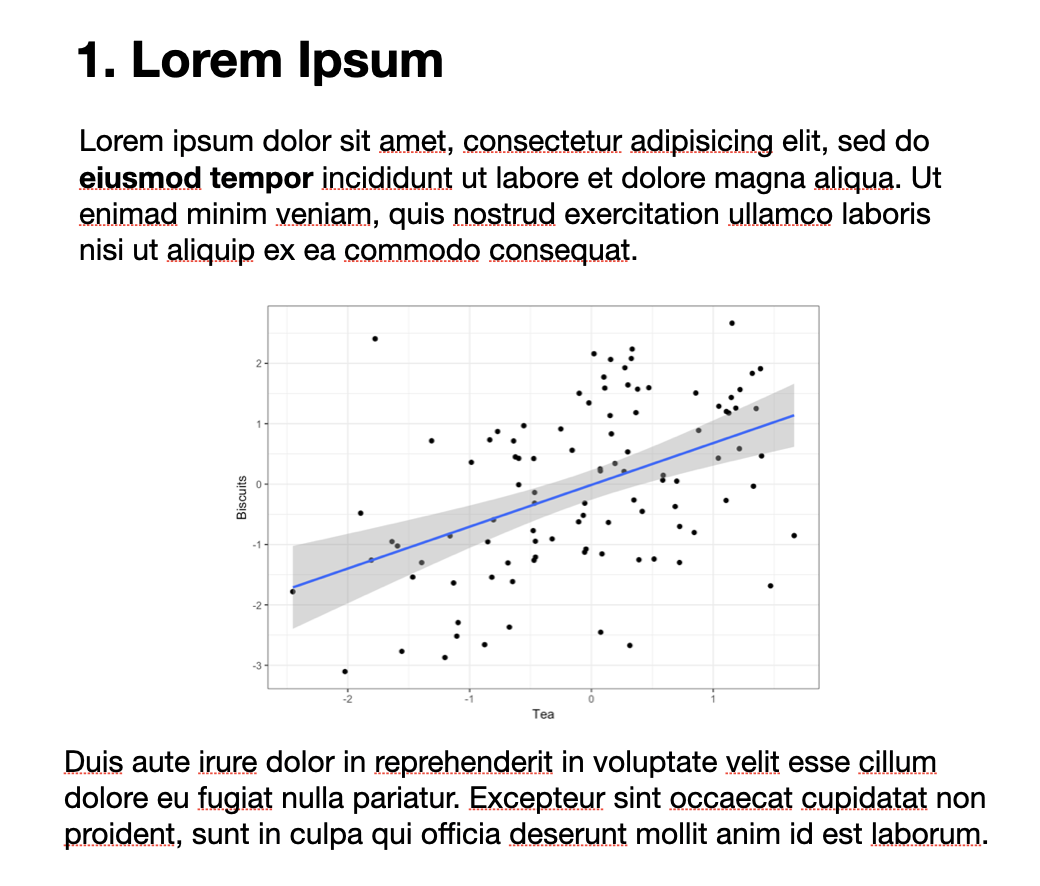 1. Lorem Ipsum
Lorem ipsum dolor sit amet, consectetur adipisicing elit, sed do
eiusmod tempor incididunt ut labore et dolore magna aliqua. Ut
enimad minim veniam, quis nostrud exercitation ullamco laboris
nisi ut aliquip ex ea commodo consequat.
2
1
0
-1
-2
-3
Biscuits
-2 -1 0 1
Tea
Duis aute irure dolor in reprehenderit in voluptate velit esse cillum
dolore eu fugiat nulla pariatur. Excepteur sint occaecat cupidatat non
proident, sunt in culpa qui officia deserunt mollit anim id est laborum.